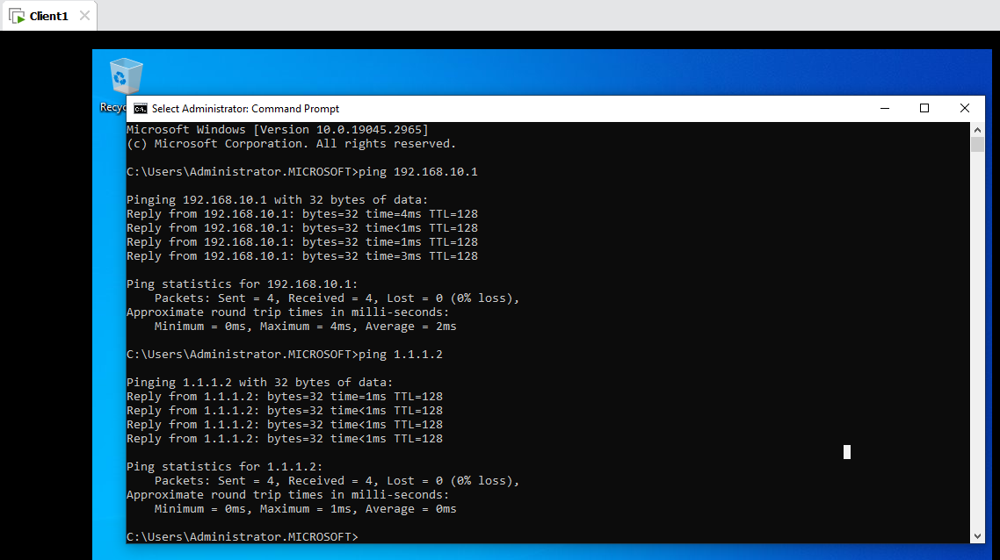 Client1
Recyc
Select Administrator: Command Prompt
Microsoft Windows [Version 10.0.19045.2965]
(c) Microsoft Corporation. All rights reserved.
C:\Users\Administrator.MICROSOFT>ping 192.168.10.1
Pinging 192.168.10.1 with 32 bytes of data:
Reply from 192.168.10.1: bytes=32 time=4ms TTL=128
Reply from 192.168.10.1: bytes=32 time<1ms TTL=128
Reply from 192.168.10.1: bytes=32 time=1ms TTL=128
Reply from 192.168.10.1: bytes=32 time=3ms TTL=128
Ping statistics for 192.168.10.1:
    Packets: Sent = 4, Received = 4, Lost = 0 (0% loss),
Approximate round trip times in milli-seconds:
    Minimum = 0ms, Maximum = 4ms, Average = 2ms
C:\Users\Administrator.MICROSOFT>ping 1.1.1.2
Pinging 1.1.1.2 with 32 bytes of data:
Reply from 1.1.1.2: bytes=32 time=1ms TTL=128
Reply from 1.1.1.2: bytes=32 time<1ms TTL=128
Reply from 1.1.1.2: bytes=32 time<1ms TTL=128
Reply from 1.1.1.2: bytes=32 time<1ms TTL=128
Ping statistics for 1.1.1.2:
    Packets: Sent = 4, Received = 4, Lost = 0 (0% loss),
Approximate round trip times in milli-seconds:
    Minimum = 0ms, Maximum = 1ms, Average = 0ms
C:\Users\Administrator.MICROSOFT>